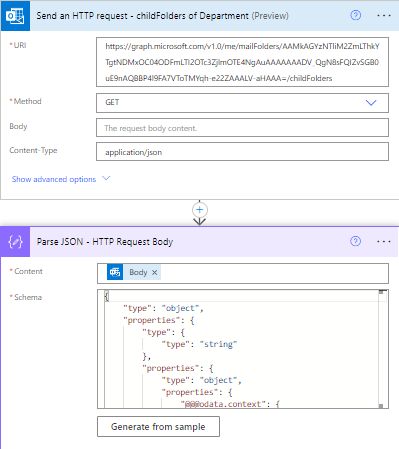 Send an HTTP request - childFolders of Department (Preview)
* URI
https://graph.microsoft.com/v1.0/me/mailFolders/AAMkAGYzNTliM2ZmLThkY
TgtNDMxOC04ODFmLTI2OTc3ZjlmOTE4NgAuAAAAAAADV_QgN8sFQIZvSGB0
uE9nAQBBP4I9FA7VToTMYqh-e22ZAAALV-aHAAA=/childFolders
* Method
GET
Body
The request body content.
Content-Type
application/json
Show advanced options
Parse JSON - HTTP Request Body
* Content
Body ×
* Schema
{
"type": "object",
"properties": {
"type": {
"type": "string"
},
"properties": {
"type": "object",
"properties": {
odata.context": {
Generate from sample